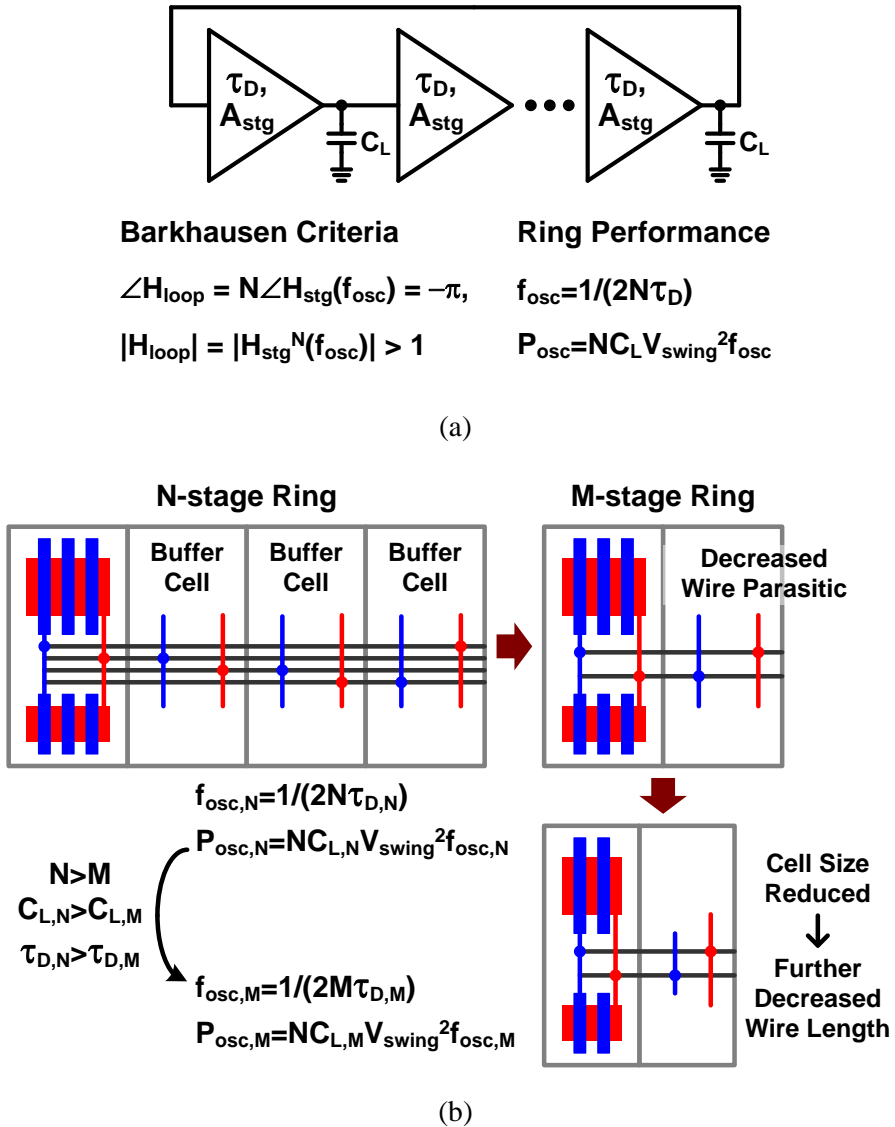 τD, Astg
CL
τD, Astg
τD, Astg
CL
Barkhausen Criteria
∠Hloop = N∠Hstg(fosc) = −π,
|Hloop| = |Hstg^N(fosc)| > 1
Ring Performance
fosc=1/(2NτD)
Posc=NCLVswing²fosc
(a)
N-stage Ring
Buffer
Cell
Buffer
Cell
Buffer
Cell
M-stage Ring
Decreased
Wire Parasitic
fosc,N=1/(2NτD,N)
Posc,N=NCL,NVswing²fosc,N
N>M
CL,N>CL,M
τD,N>τD,M
fosc,M=1/(2MτD,M)
Posc,M=NCL,MVswing²fosc,M
Cell Size
Reduced
Further
Decreased
Wire Length
(b)